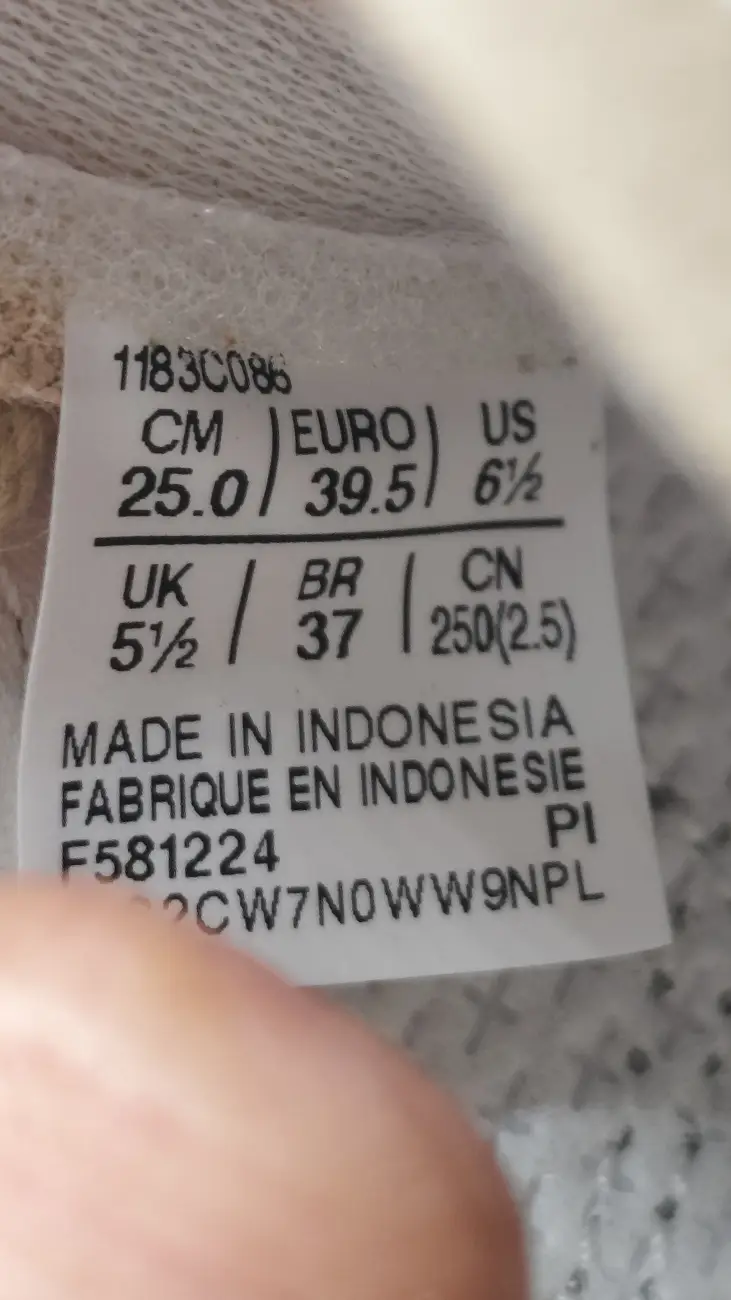 1183C086
CM | EURO | US
25.0 | 39.5 | 6½
UK | BR | CN
5½ | 37 | 250(2.5)
MADE IN INDONESIA
FABRIQUE EN INDONESIE
PI
F581224